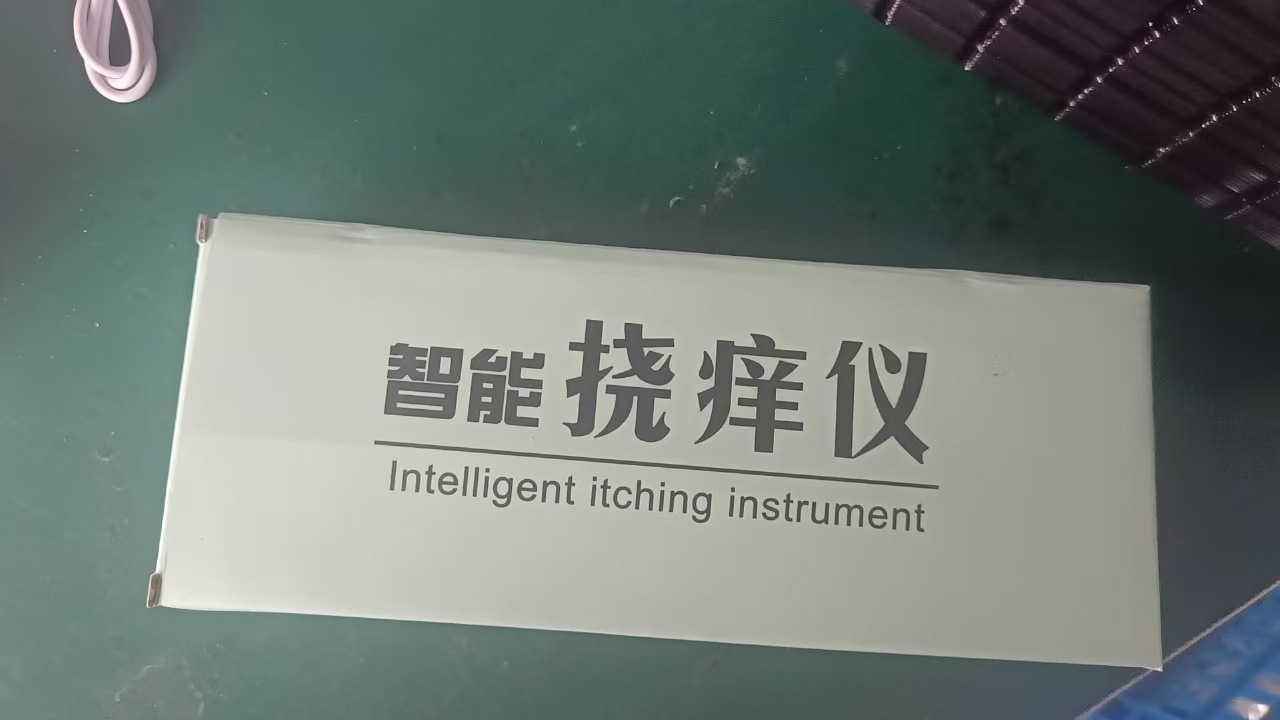 智能挠痒仪
Intelligent itching instrument